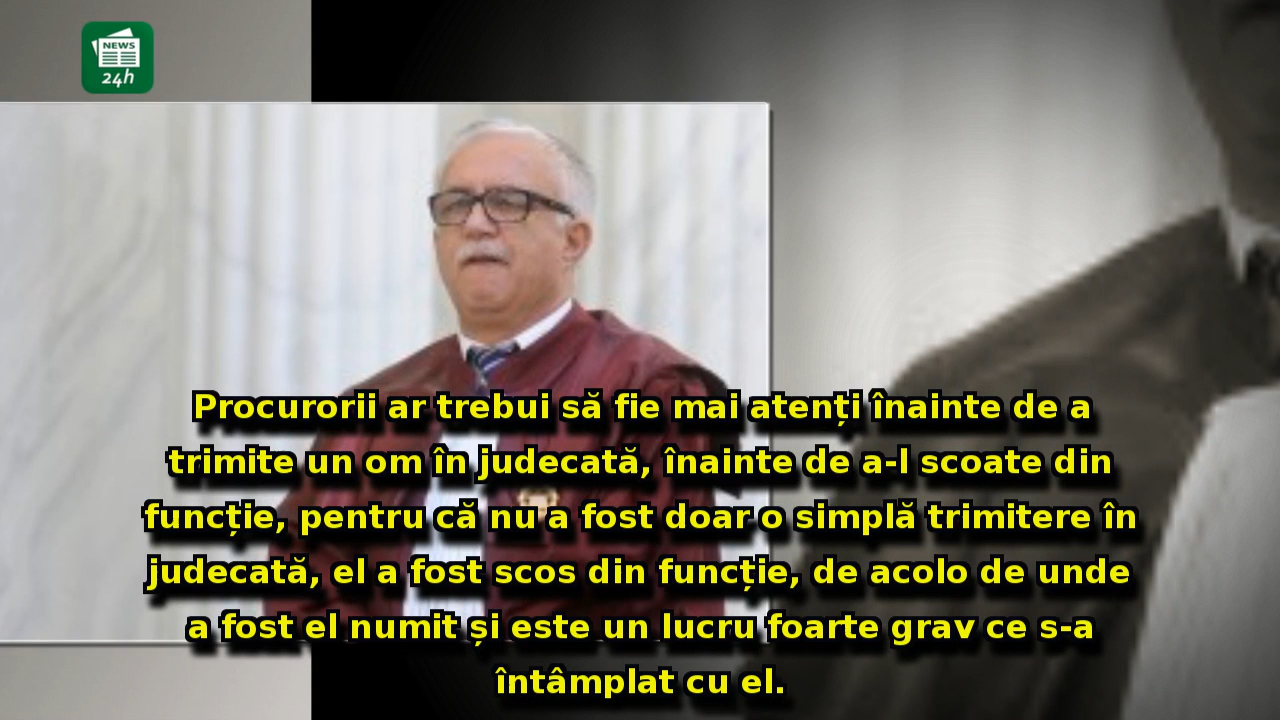 NEWS
24h
Procurorii ar trebui să fie mai atenți înainte de a
trimite un om în judecată, înainte de a-l scoate din
funcție, pentru că nu a fost doar o simplă trimitere în
judecată, el a fost scos din funcție, de acolo de unde
a fost el numit și este un lucru foarte grav ce s-a
întâmplat cu el.